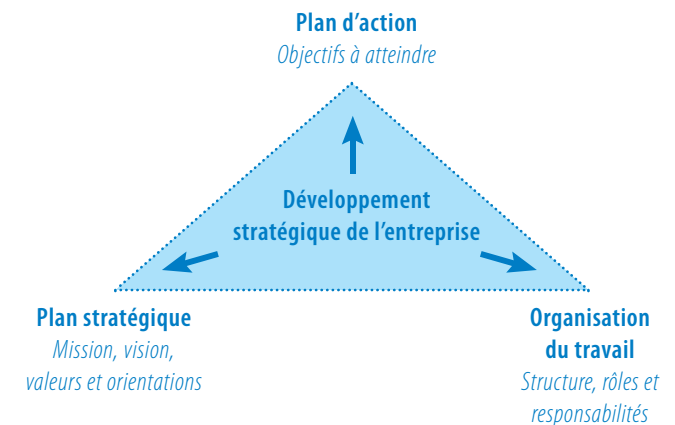 Plan d’action
Objectifs à atteindre
Développement
stratégique de l’entreprise
Plan stratégique
Mission, vision,
valeurs et orientations
Organisation
du travail
Structure, rôles et
responsabilités